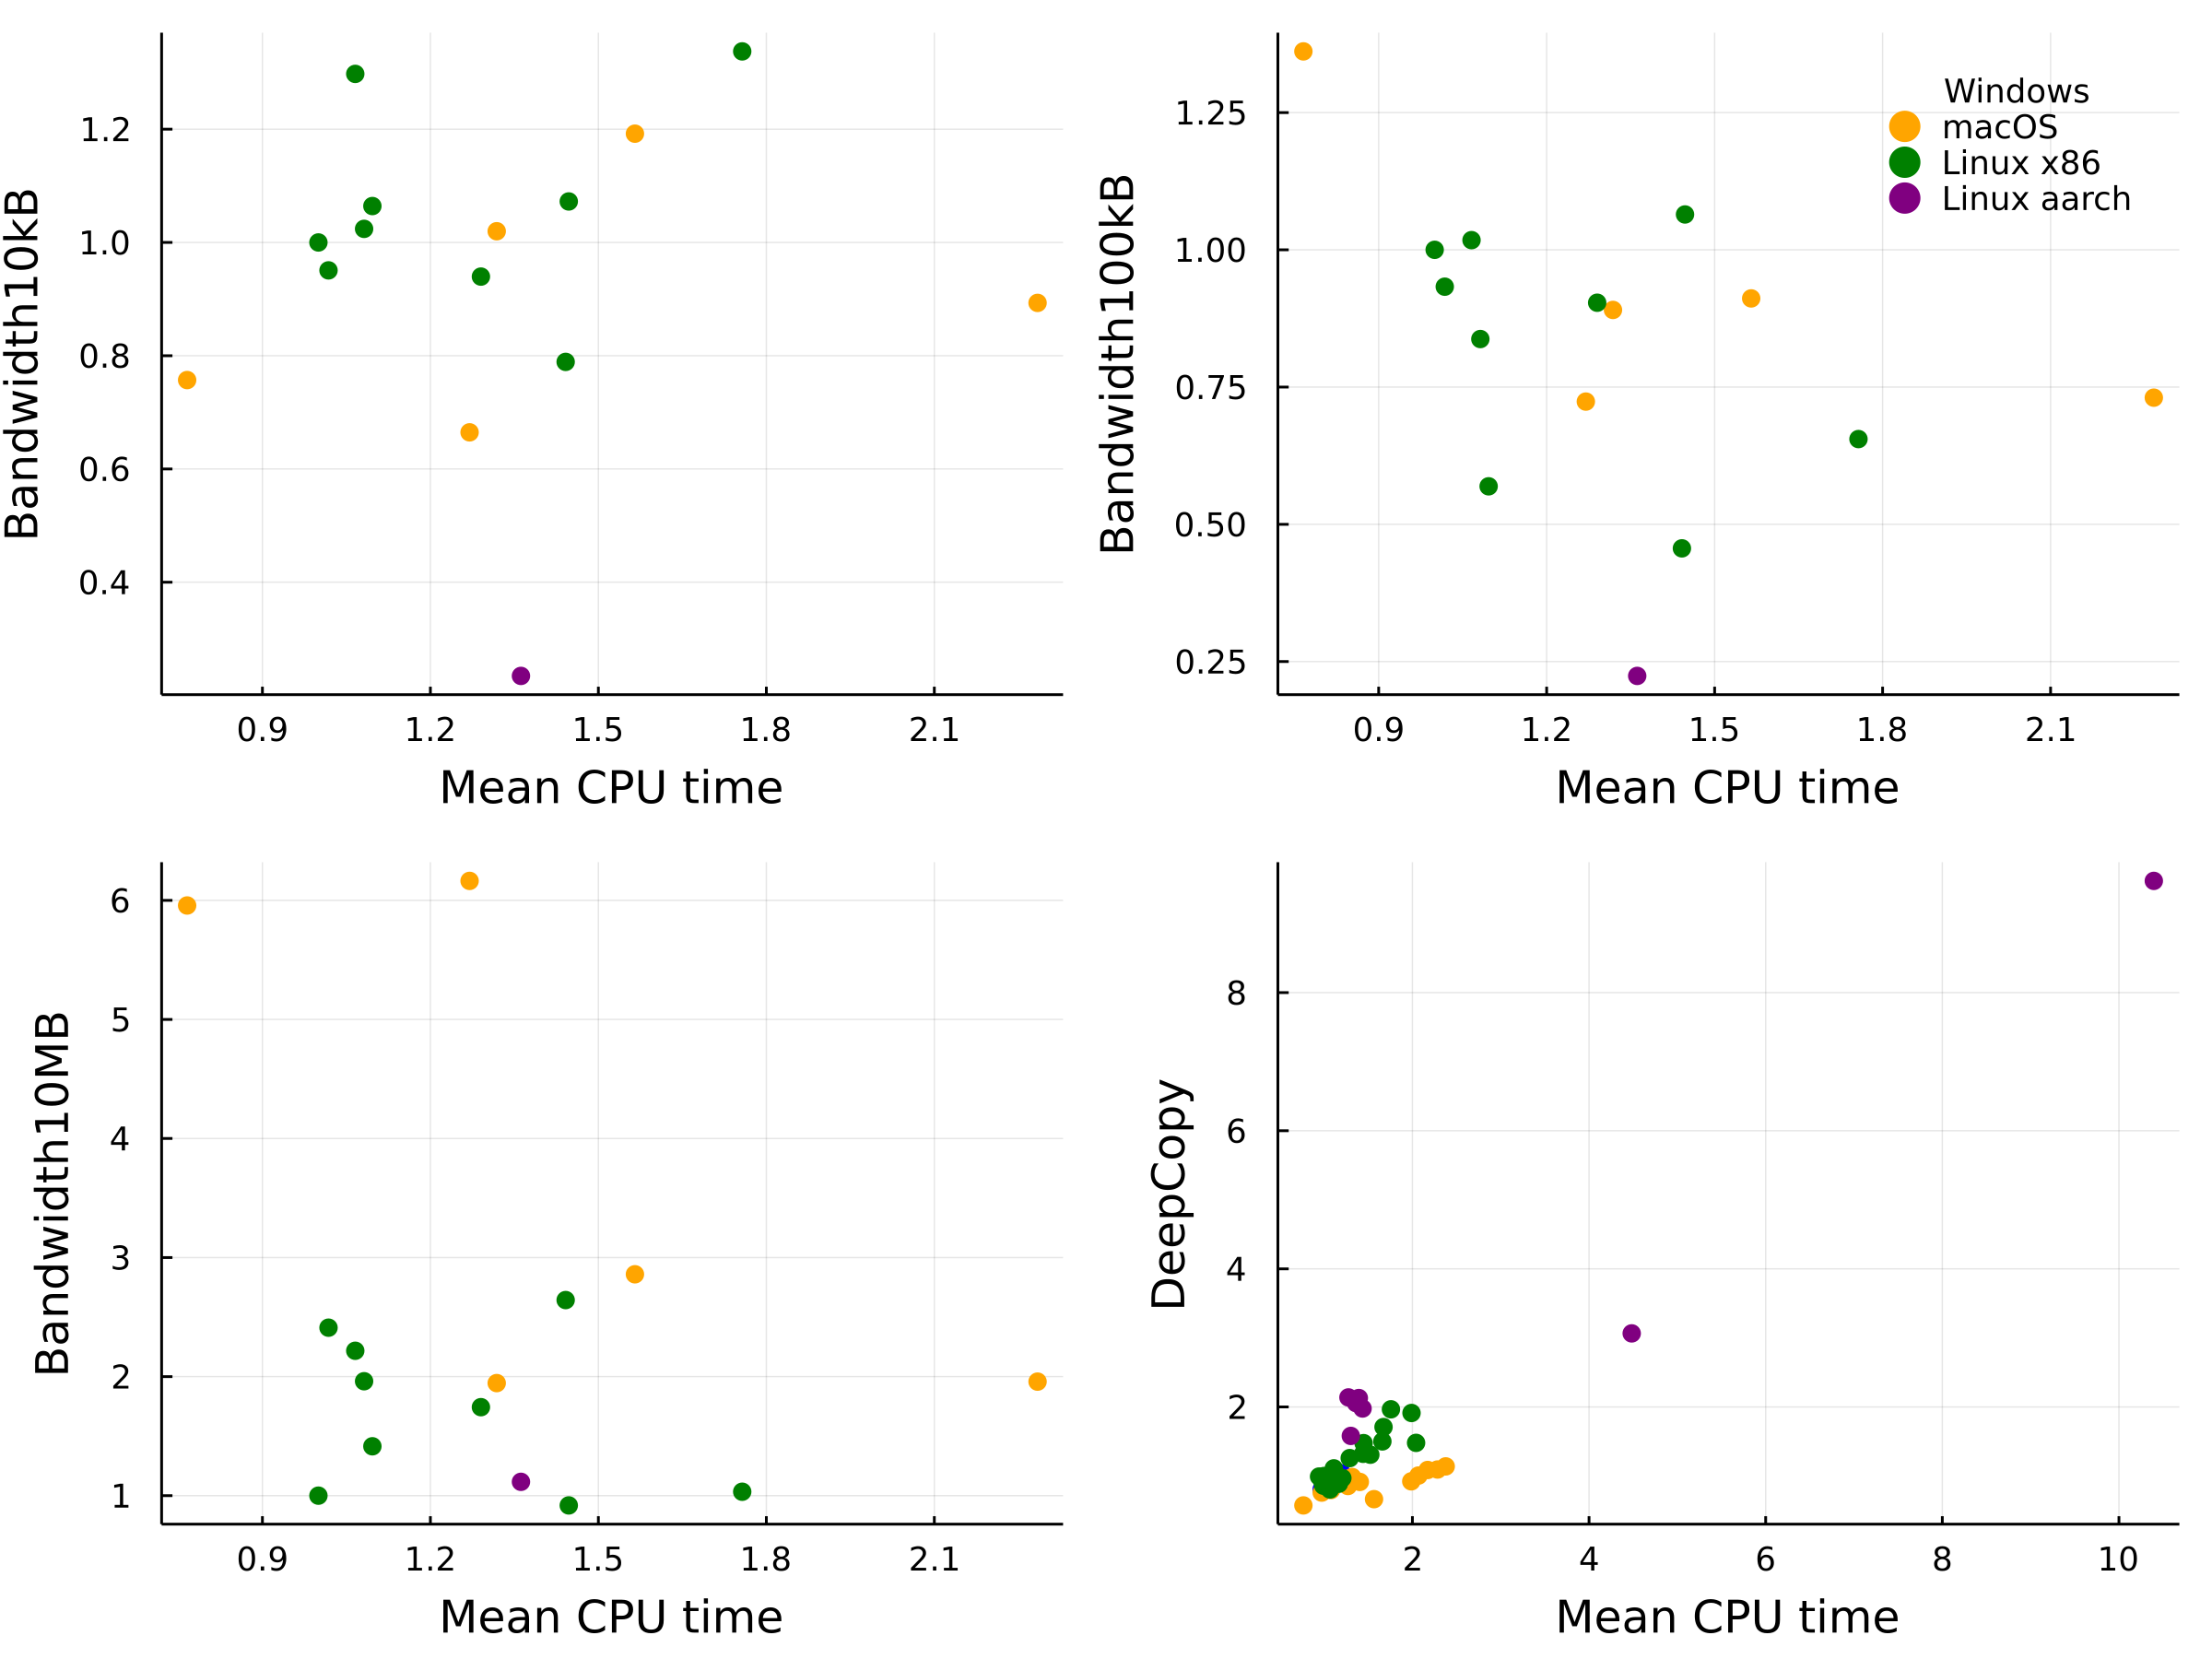 Bandwidth10kB
1.2
1.0
0.8
0.6
0.4
0.9 1.2 1.5 1.8 2.1
Mean CPU time
Bandwidth100kB
1.25
1.00
0.75
0.50
0.25
0.9 1.2 1.5 1.8 2.1
Mean CPU time
Windows
macOS
Linux x86
Linux aarch
Bandwidth10MB
6
5
4
3
2
1
0.9 1.2 1.5 1.8 2.1
Mean CPU time
DeepCopy
8
6
4
2
2 4 6 8 10
Mean CPU time